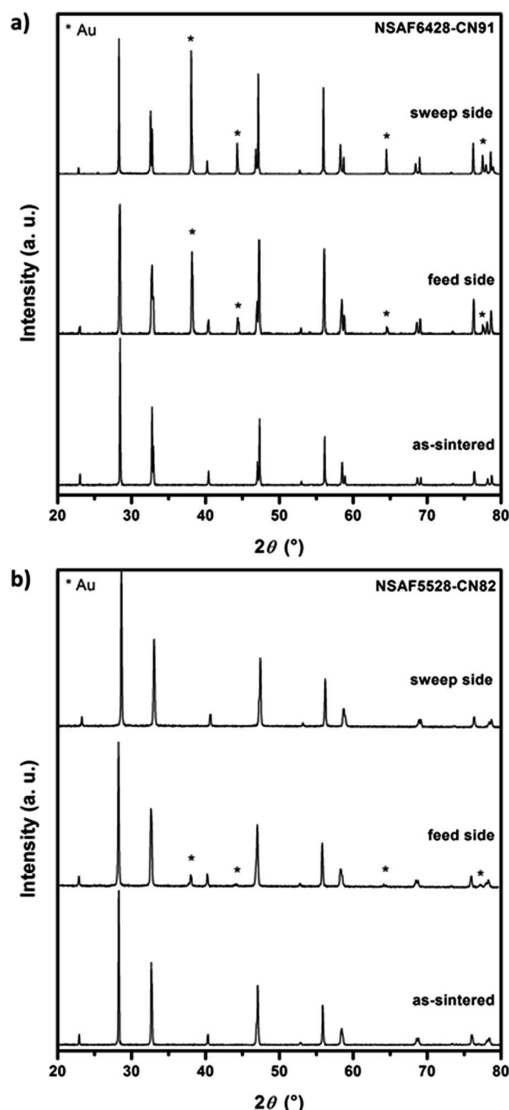 a)
* Au
NSAF6428-CN91
*
*
*
*
sweep side
*
*
*
*
feed side
as-sintered
Intensity (a. u.)
20 30 40 50 60 70 80
2θ (°)
b)
* Au
NSAF5528-CN82
sweep side
*
*
*
*
feed side
as-sintered
Intensity (a. u.)
20 30 40 50 60 70 80
2θ (°)